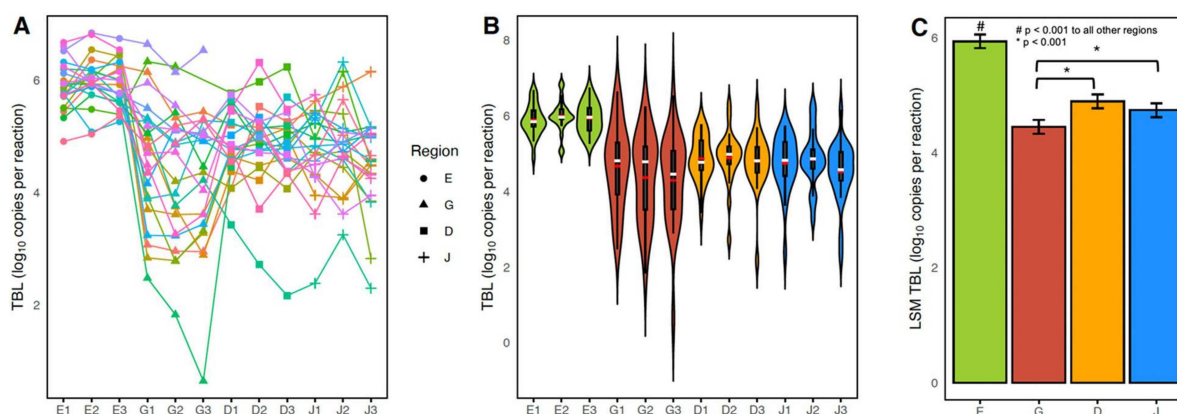 A
TBL (log10 copies per reaction)
6
4
2
E1 E2 E3 G1 G2 G3 D1 D2 D3 J1 J2 J3
Region
E
G
D
J
B
TBL (log10 copies per reaction)
8
6
4
2
0
E1 E2 E3 G1 G2 G3 D1 D2 D3 J1 J2 J3
C
LSM TBL (log10 copies per reaction)
6
4
2
0
#
# p < 0.001 to all other regions
* p < 0.001
*
*
E G D J